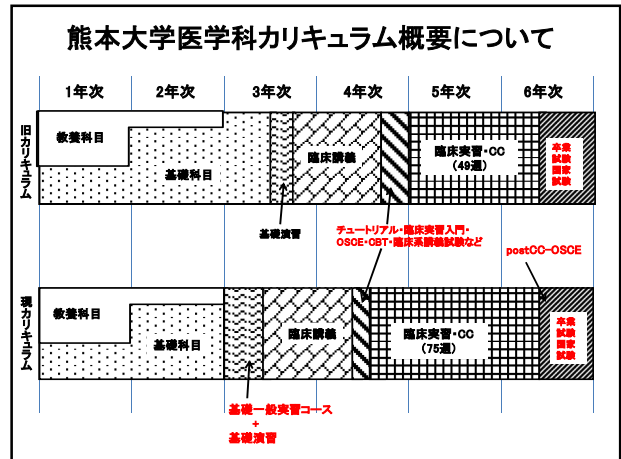 熊本大学医学科カリキュラム概要について
1年次
2年次
3年次
4年次
5年次
6年次
旧カリキュラム
教養科目
基礎科目
臨床講義
臨床実習・CC
(49週)
卒業
試験
国家
試験
基礎演習
チュートリアル・臨床実習入門・
OSCE・CBT・臨床系講義試験など
postCC-OSCE
現カリキュラム
教養科目
基礎科目
臨床講義
臨床実習・CC
(75週)
卒業
試験
国家
試験
基礎一般実習コース
+
基礎演習